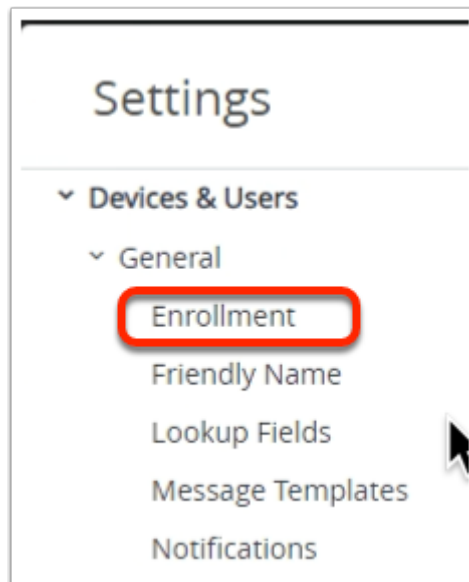 Settings
Devices & Users
General
Enrollment
Friendly Name
Lookup Fields
Message Templates
Notifications